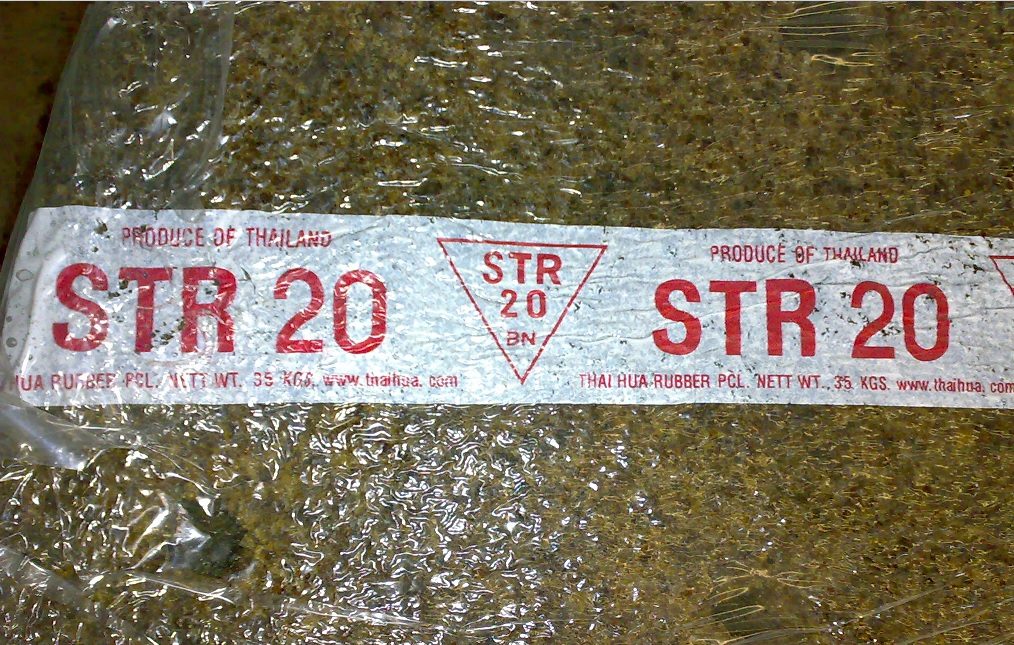 PRODUCE OF THAILAND
STR 20
HUA RUBBER PCL. NETT WT. 35 KGS. www.thaihua.com
STR
20
BN
PRODUCE OF THAILAND
STR 20
THAI HUA RUBBER PCL. NETT WT. 35 KGS. www.thaihua.com